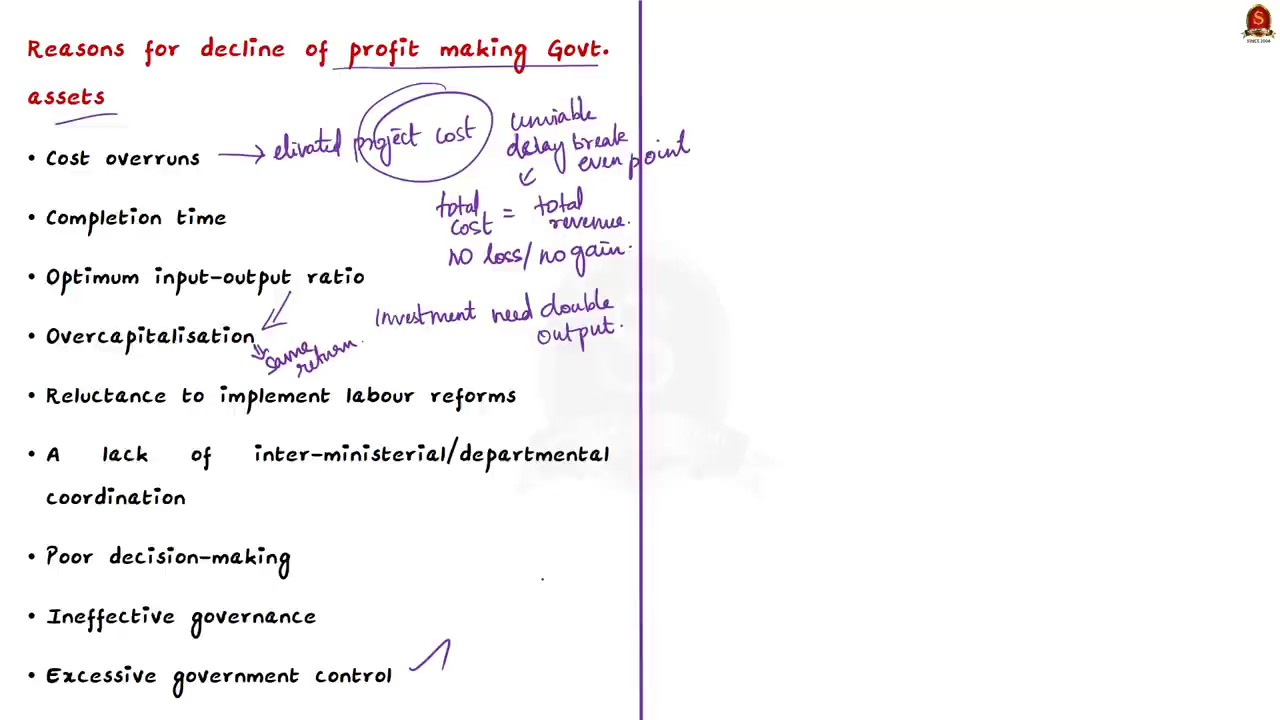 Reasons for decline of profit making Govt.
assets
• Cost overruns → elivated project cost
unviable
delay break
even point
total cost = total revenue.
NO loss/no gain.
• Completion time
• Optimum input-output ratio
Investment need double
output.
• Overcapitalisation
same
return.
• Reluctance to implement labour reforms
• A lack of inter-ministerial/departmental
coordination
• Poor decision-making
• Ineffective governance
• Excessive government control
S
SINCE 2004